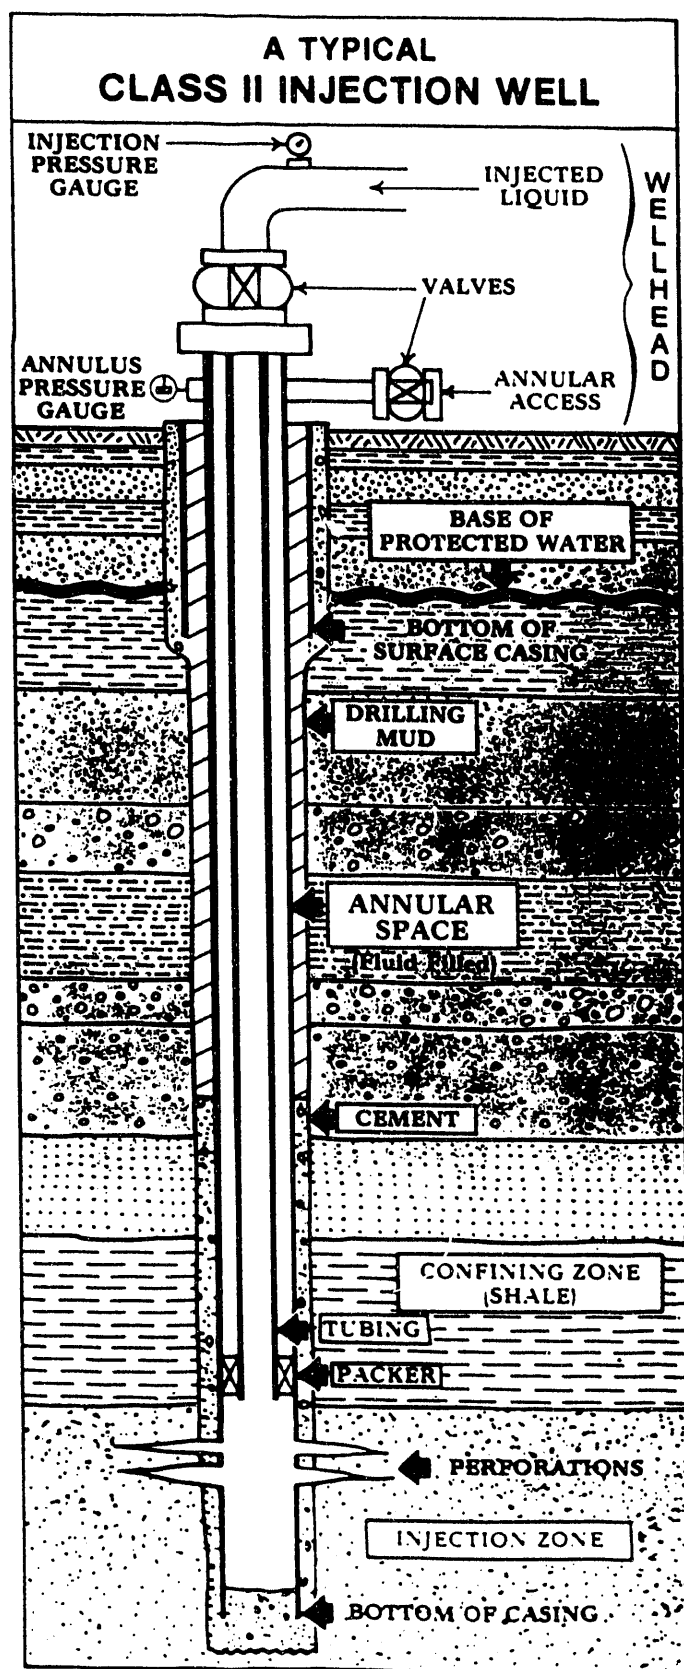 A TYPICAL
CLASS II INJECTION WELL
INJECTION
PRESSURE
GAUGE
INJECTED
LIQUID
WELLHEAD
VALVES
ANNULUS
PRESSURE
GAUGE
ANNULAR
ACCESS
BASE OF
PROTECTED WATER
BOTTOM OF
SURFACE CASING
DRILLING
MUD
ANNULAR
SPACE
(Fluid Filled)
CEMENT
CONFINING ZONE
(SHALE)
TUBING
PACKER
PERFORATIONS
INJECTION ZONE
BOTTOM OF CASING